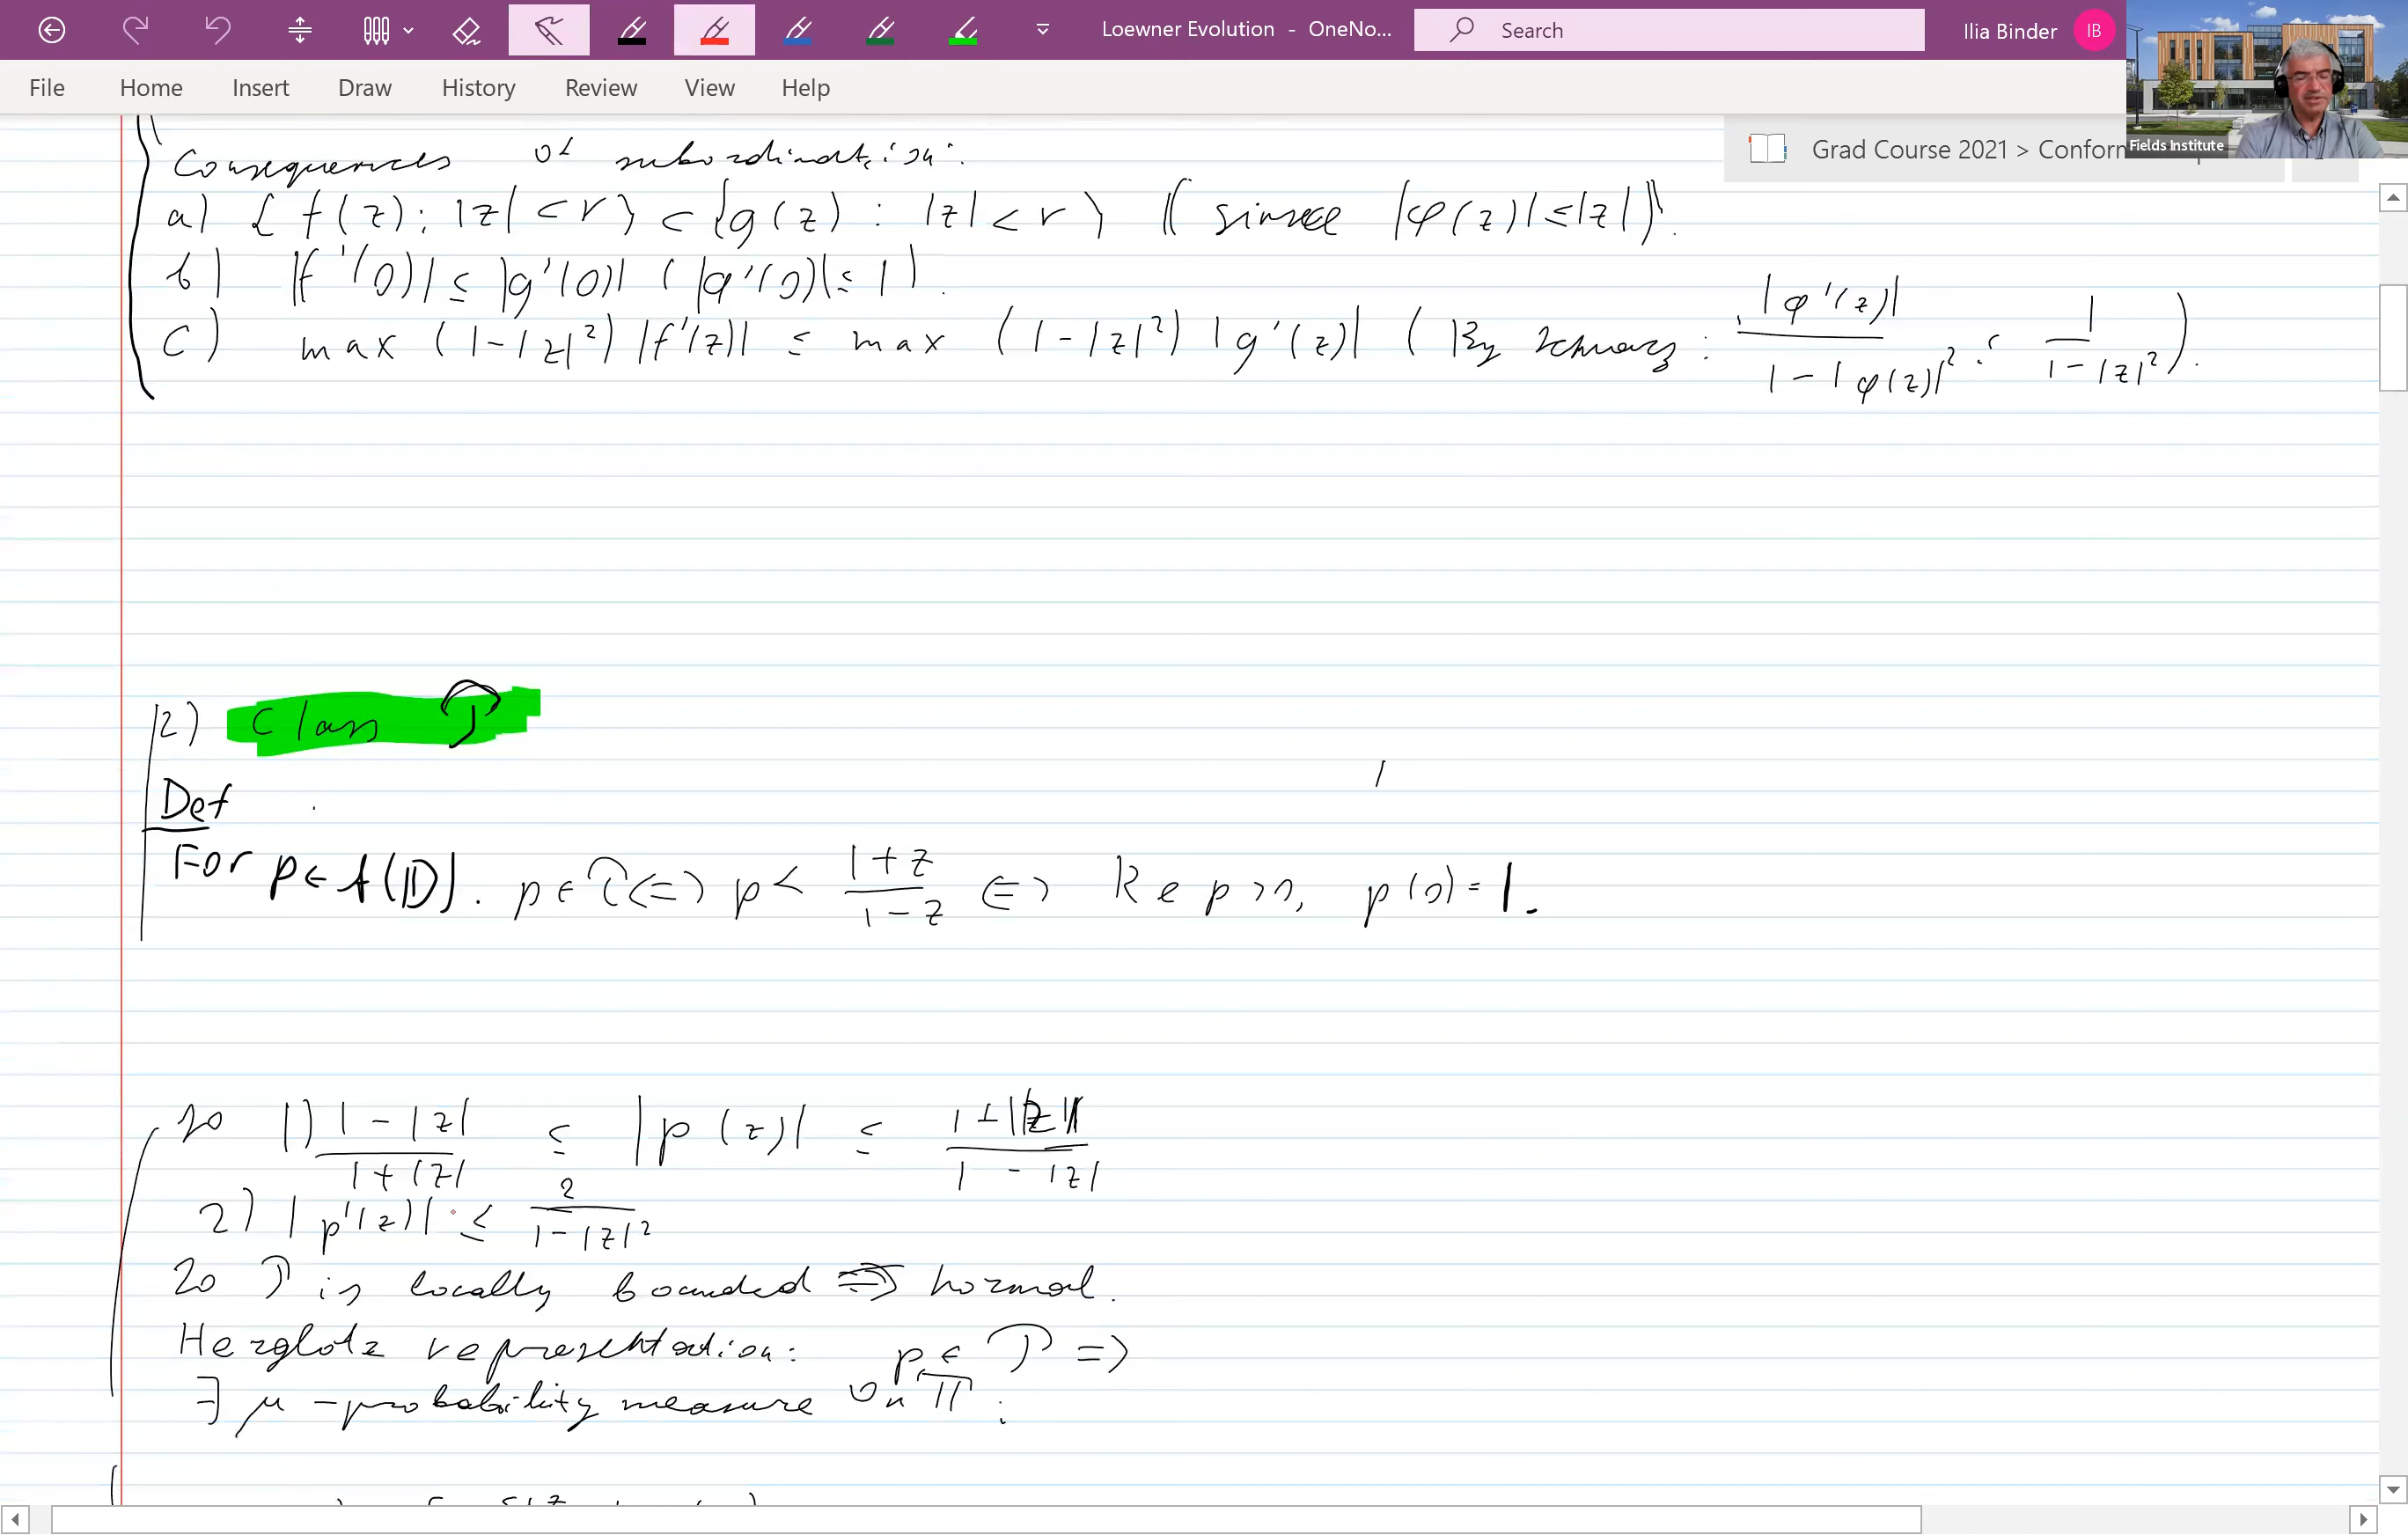 Loewner Evolution - OneNo...
Search
Ilia Binder
IB
File Home Insert Draw History Review View Help
Grad Course 2021 > Conform
Fields Institute
Consequences of subordination:
a) {f(z): |z|<r} ⊂ {g(z): |z|<r} (since |φ(z)|≤|z|).
b) |f'(0)| ≤ |g'(0)| (|φ'(0)|≤1).
c) max (1-|z|²)|f'(z)| ≤ max (1-|z|²)|g'(z)| (By Schwarz: |φ'(z)|/(1-|φ(z)|²) ≤ 1/(1-|z|²)).
2) Class P
Def
For p∈A(𝔻). p∈P ⟺ p ≺ (1+z)/(1-z) ⟺ Re p>0, p(0)=1.
So 1) (1-|z|)/(1+|z|) ≤ |p(z)| ≤ (1+|z|)/(1-|z|)
2) |p'(z)| ≤ 2/(1-|z|²)
So P is locally bounded ⟹ normal.
Herglotz representation: p∈P =>
∃ μ - probability measure on 𝕋: